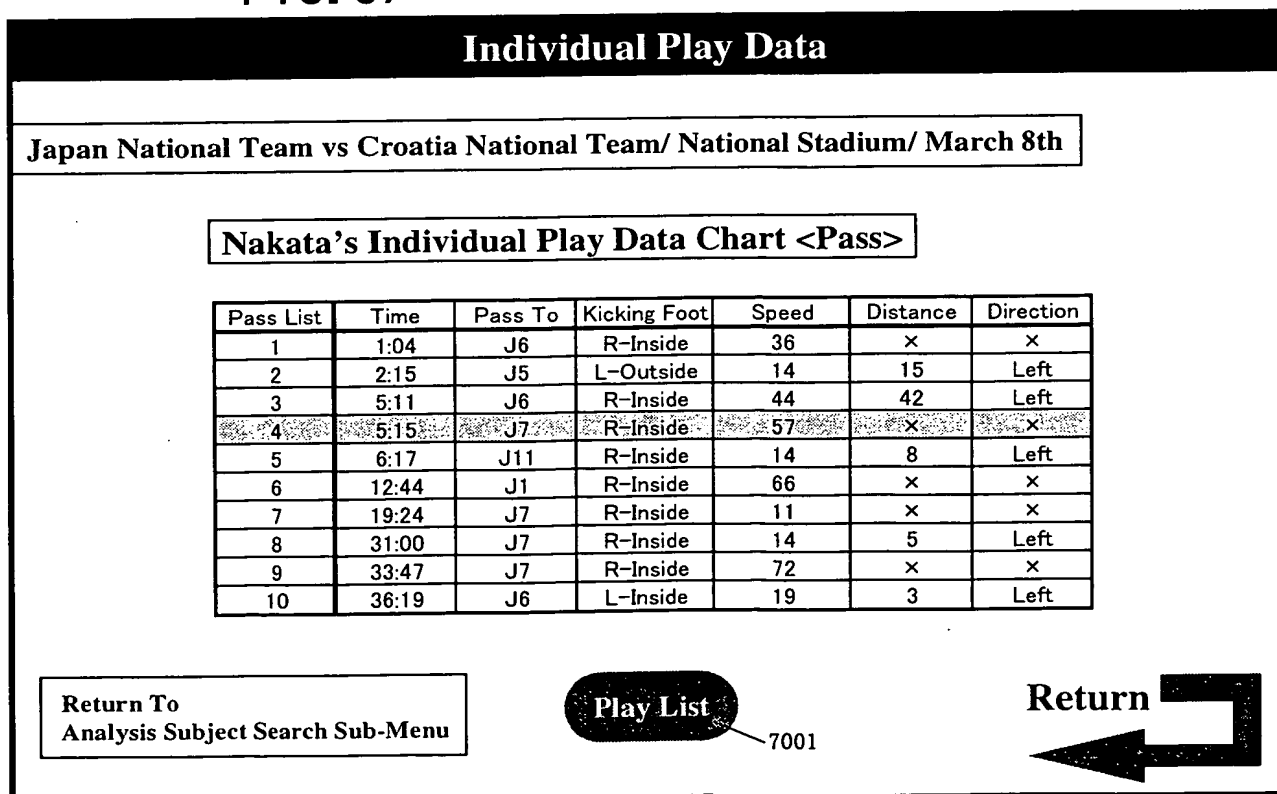 Individual Play Data
Japan National Team vs Croatia National Team/ National Stadium/ March 8th
Nakata's Individual Play Data Chart <Pass>
Pass List Time Pass To Kicking Foot Speed Distance Direction
1 1:04 J6 R-Inside 36 × ×
2 2:15 J5 L-Outside 14 15 Left
3 5:11 J6 R-Inside 44 42 Left
4 5:15 J7 R-Inside 57 × ×
5 6:17 J11 R-Inside 14 8 Left
6 12:44 J1 R-Inside 66 × ×
7 19:24 J7 R-Inside 11 × ×
8 31:00 J7 R-Inside 14 5 Left
9 33:47 J7 R-Inside 72 × ×
10 36:19 J6 L-Inside 19 3 Left
Return To
Analysis Subject Search Sub-Menu
Play List
7001
Return